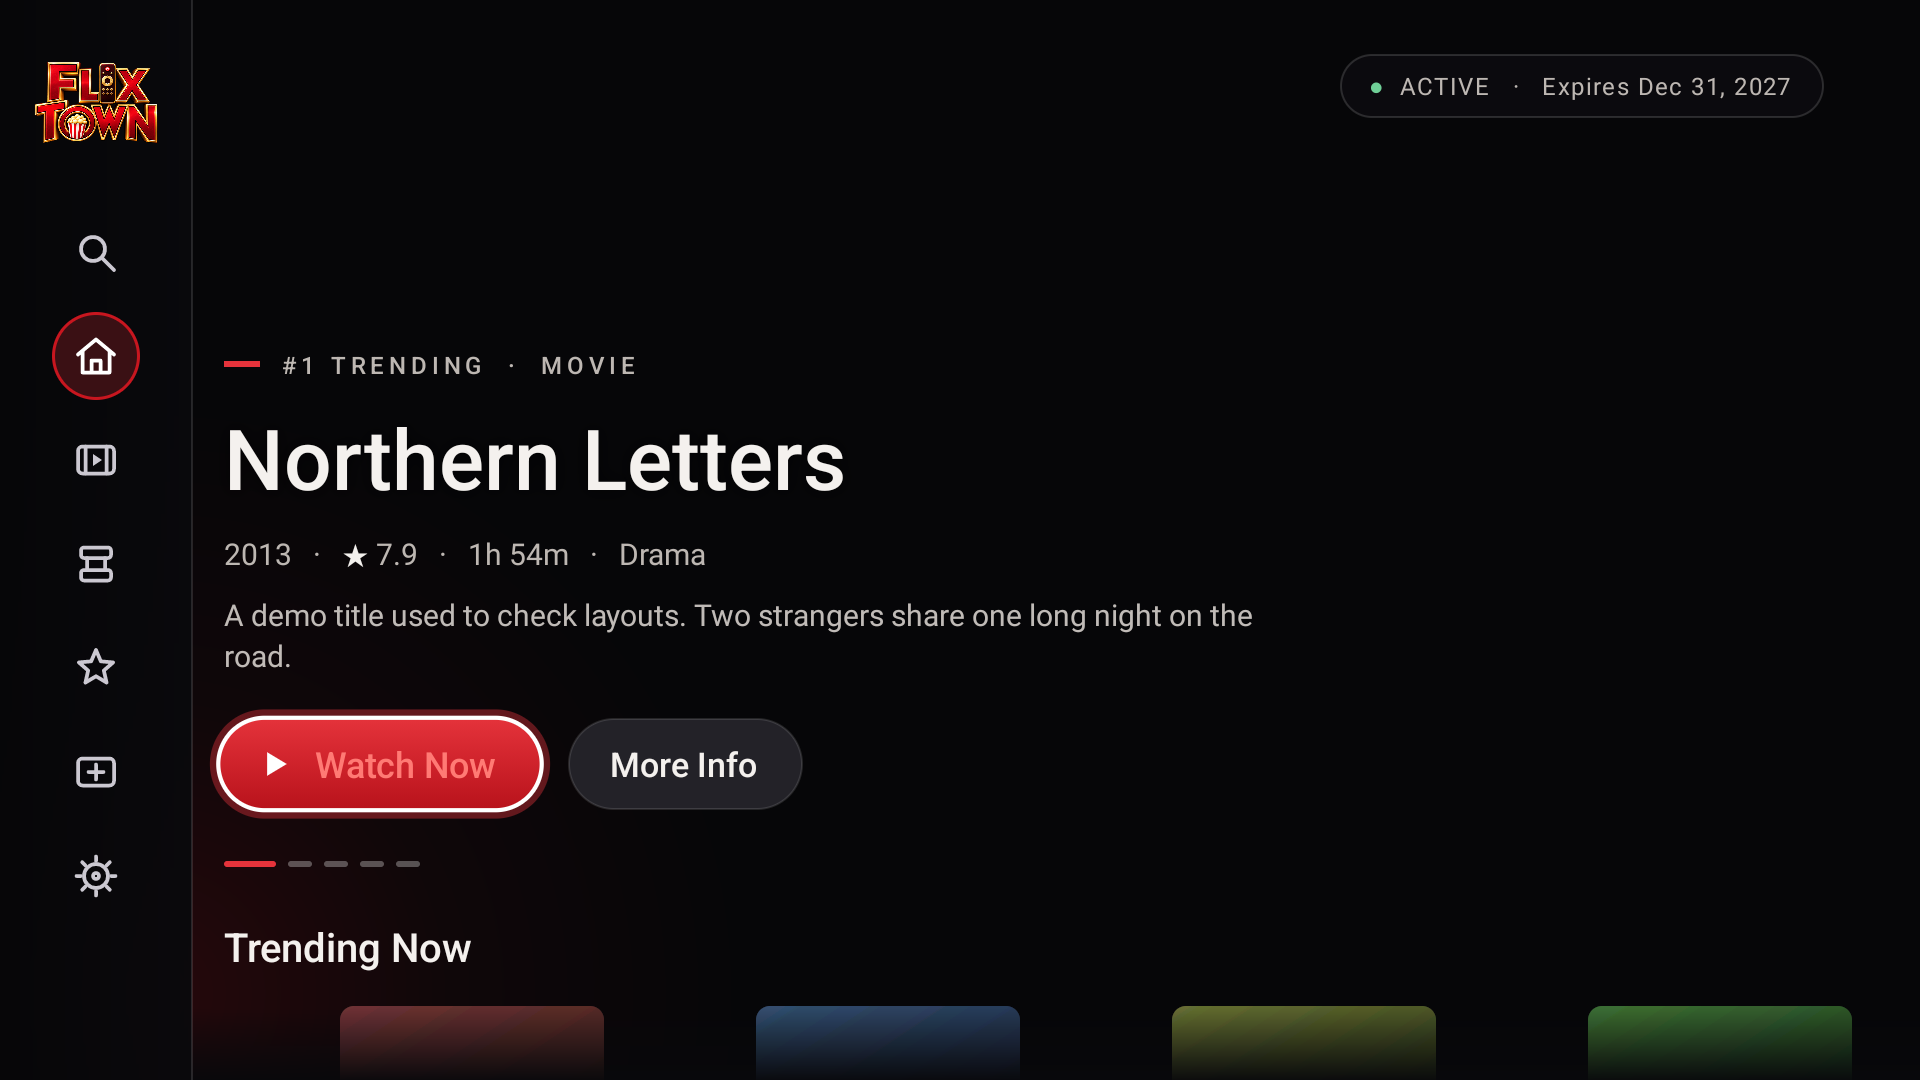 FLIX
TOWN
ACTIVE · Expires Dec 31, 2027
#1 TRENDING · MOVIE
Northern Letters
2013 · ★ 7.9 · 1h 54m · Drama
A demo title used to check layouts. Two strangers share one long night on the
road.
Watch Now
More Info
Trending Now